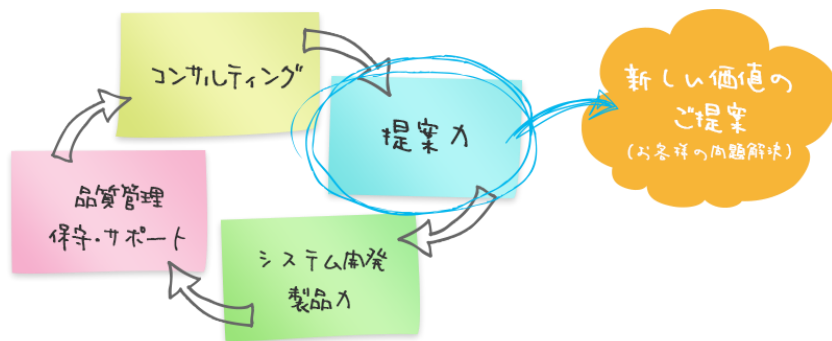 コンサルティング
提案力
新しい価値の
ご提案
(お客様の問題解決)
品質管理
保守・サポート
システム開発
製品力